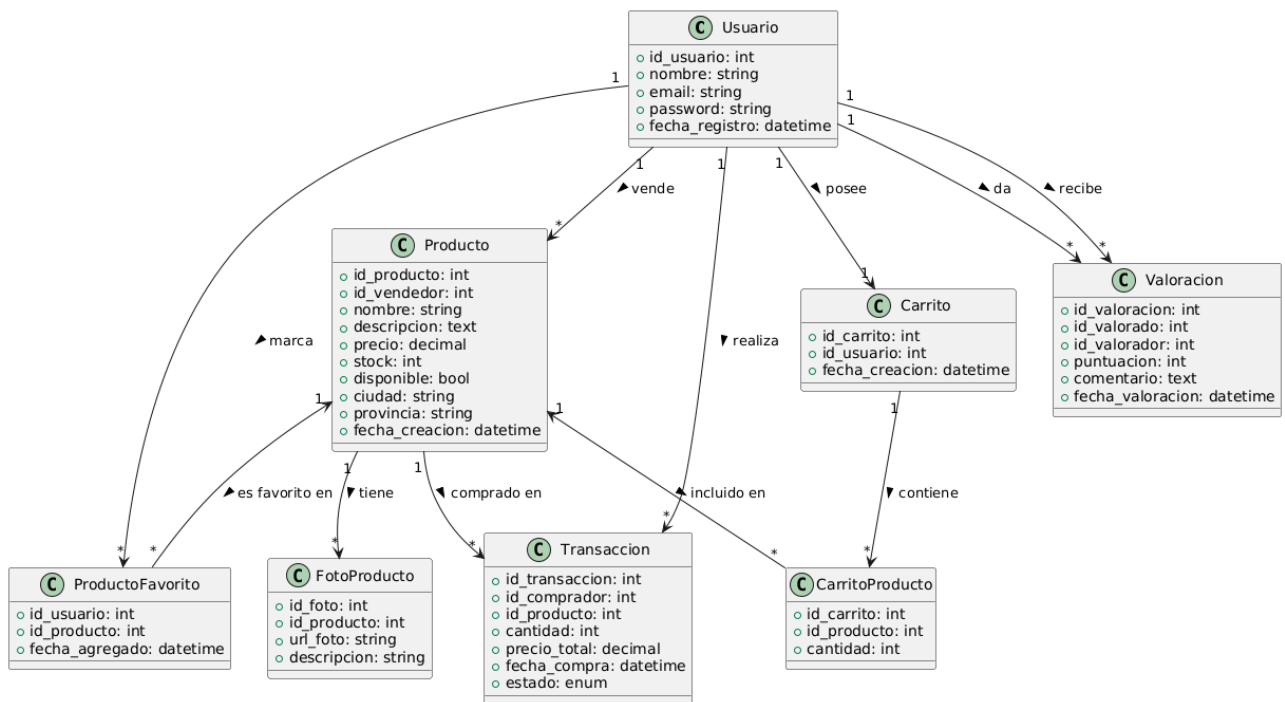 C Usuario
id_usuario: int
nombre: string
email: string
password: string
fecha_registro: datetime
1
1
1
1
1
1
vende
posee
da
recibe
*
*
*
C Producto
id_producto: int
id_vendedor: int
nombre: string
descripcion: text
precio: decimal
stock: int
disponible: bool
ciudad: string
provincia: string
fecha_creacion: datetime
marca
realiza
1
C Carrito
id_carrito: int
id_usuario: int
fecha_creacion: datetime
C Valoracion
id_valoracion: int
id_valorado: int
id_valorador: int
puntuacion: int
comentario: text
fecha_valoracion: datetime
1
1
1
1
1
es favorito en
tiene
comprado en
incluido en
contiene
*
*
*
*
*
*
*
C ProductoFavorito
id_usuario: int
id_producto: int
fecha_agregado: datetime
C FotoProducto
id_foto: int
id_producto: int
url_foto: string
descripcion: string
C Transaccion
id_transaccion: int
id_comprador: int
id_producto: int
cantidad: int
precio_total: decimal
fecha_compra: datetime
estado: enum
C CarritoProducto
id_carrito: int
id_producto: int
cantidad: int